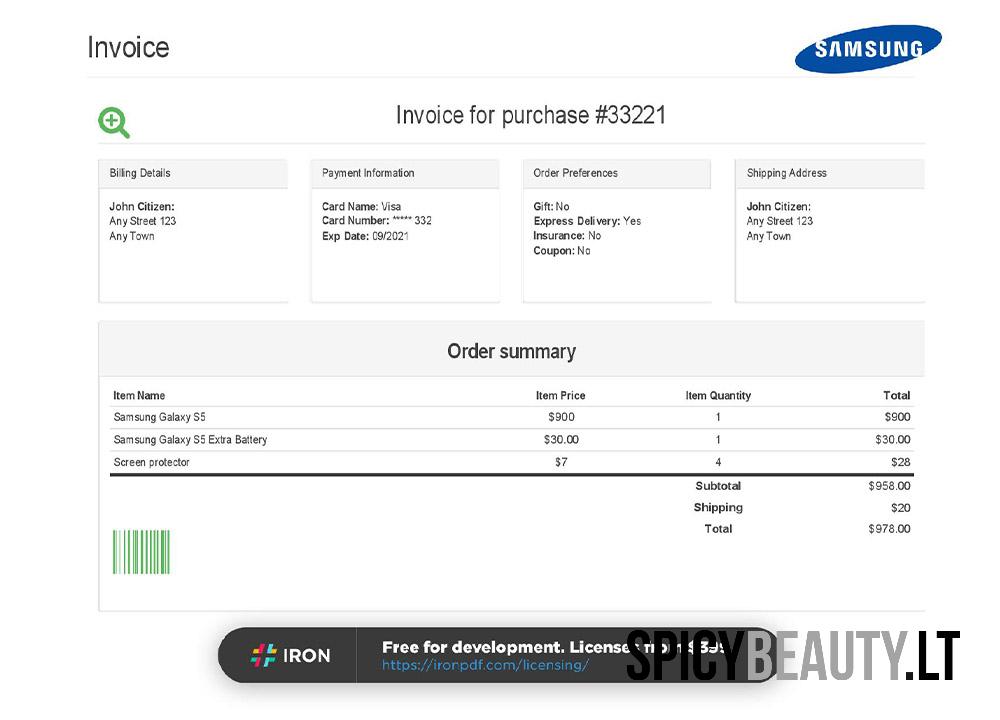 Invoice
SAMSUNG
Invoice for purchase #33221
Billing Details
John Citizen:
Any Street 123
Any Town
Payment Information
Card Name: Visa
Card Number: ***** 332
Exp Date: 09/2021
Order Preferences
Gift: No
Express Delivery: Yes
Insurance: No
Coupon: No
Shipping Address
John Citizen:
Any Street 123
Any Town
Order summary
Item Name Item Price Item Quantity Total
Samsung Galaxy S5 $900 1 $900
Samsung Galaxy S5 Extra Battery $30.00 1 $30.00
Screen protector $7 4 $28
Subtotal $958.00
Shipping $20
Total $978.00
IRON
Free for development. Licenses from $399
https://ironpdf.com/licensing/
SPICYBEAUTY.LT